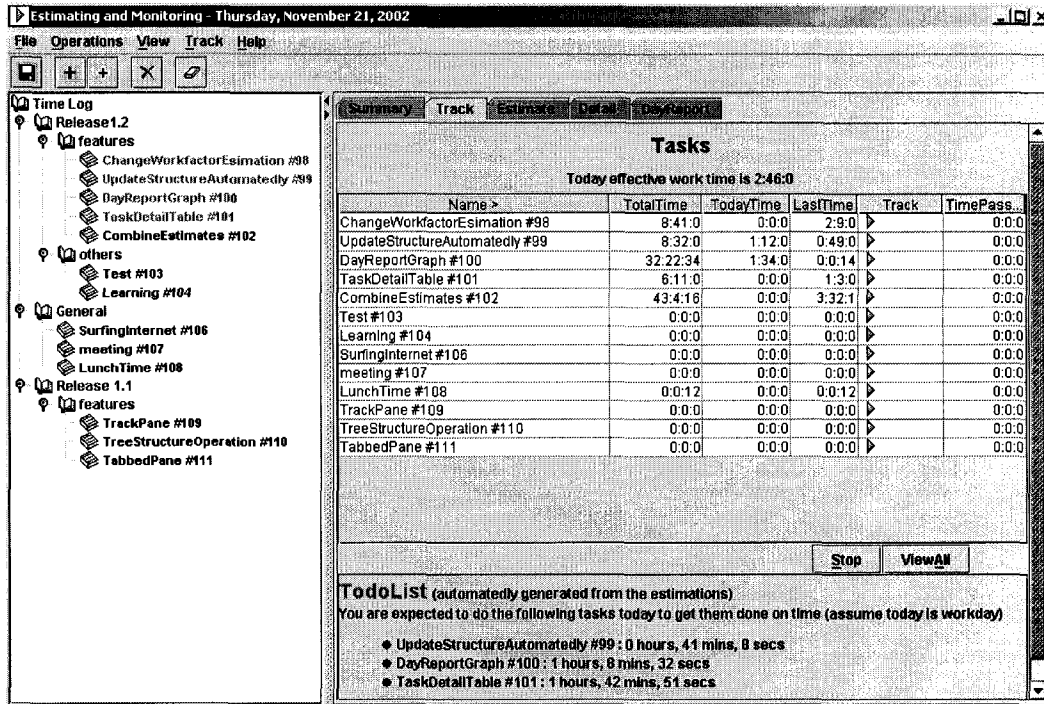 Estimating and Monitoring - Thursday, November 21, 2002
File Operations View Track Help
Time Log
Release1.2
features
ChangeWorkfactorEsimation #98
UpdateStructureAutomatedly #99
DayReportGraph #100
TaskDetailTable #101
CombineEstimates #102
others
Test #103
Learning #104
General
SurfingInternet #106
meeting #107
LunchTime #108
Release 1.1
features
TrackPane #109
TreeStructureOperation #110
TabbedPane #111
Summary Track Estimate Detail DayReport
Tasks
Today effective work time is 2:46:0
Name > TotalTime TodayTime LastTime Track TimePass...
ChangeWorkfactorEsimation #98 8:41:0 0:0:0 2:9:0 0:0:0
UpdateStructureAutomatedly #99 8:32:0 1:12:0 0:49:0 0:0:0
DayReportGraph #100 32:22:34 1:34:0 0:0:14 0:0:0
TaskDetailTable #101 6:11:0 0:0:0 1:3:0 0:0:0
CombineEstimates #102 43:4:16 0:0:0 3:32:1 0:0:0
Test #103 0:0:0 0:0:0 0:0:0 0:0:0
Learning #104 0:0:0 0:0:0 0:0:0 0:0:0
SurfingInternet #106 0:0:0 0:0:0 0:0:0 0:0:0
meeting #107 0:0:0 0:0:0 0:0:0 0:0:0
LunchTime #108 0:0:12 0:0:0 0:0:12 0:0:0
TrackPane #109 0:0:0 0:0:0 0:0:0 0:0:0
TreeStructureOperation #110 0:0:0 0:0:0 0:0:0 0:0:0
TabbedPane #111 0:0:0 0:0:0 0:0:0 0:0:0
Stop ViewAll
TodoList (automatedly generated from the estimations)
You are expected to do the following tasks today to get them done on time (assume today is workday)
● UpdateStructureAutomatedly #99 : 0 hours, 41 mins, 8 secs
● DayReportGraph #100 : 1 hours, 8 mins, 32 secs
● TaskDetailTable #101 : 1 hours, 42 mins, 51 secs